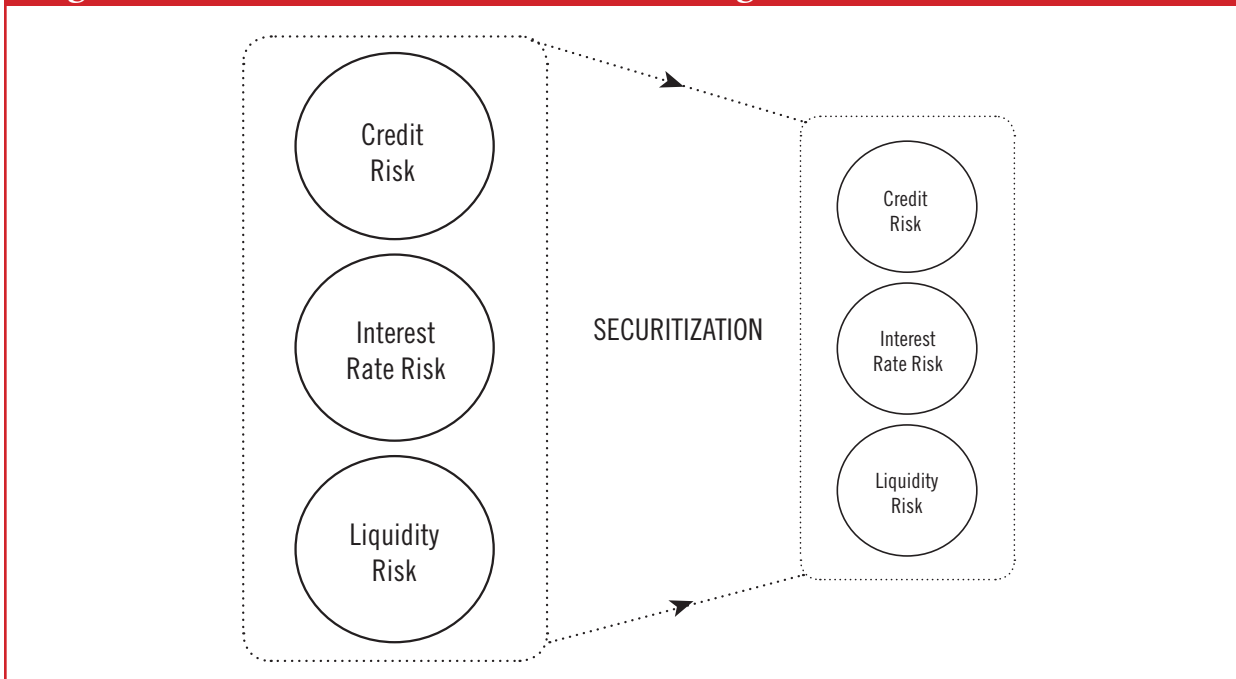 Credit
Risk
Interest
Rate Risk
Liquidity
Risk
SECURITIZATION
Credit
Risk
Interest
Rate Risk
Liquidity
Risk